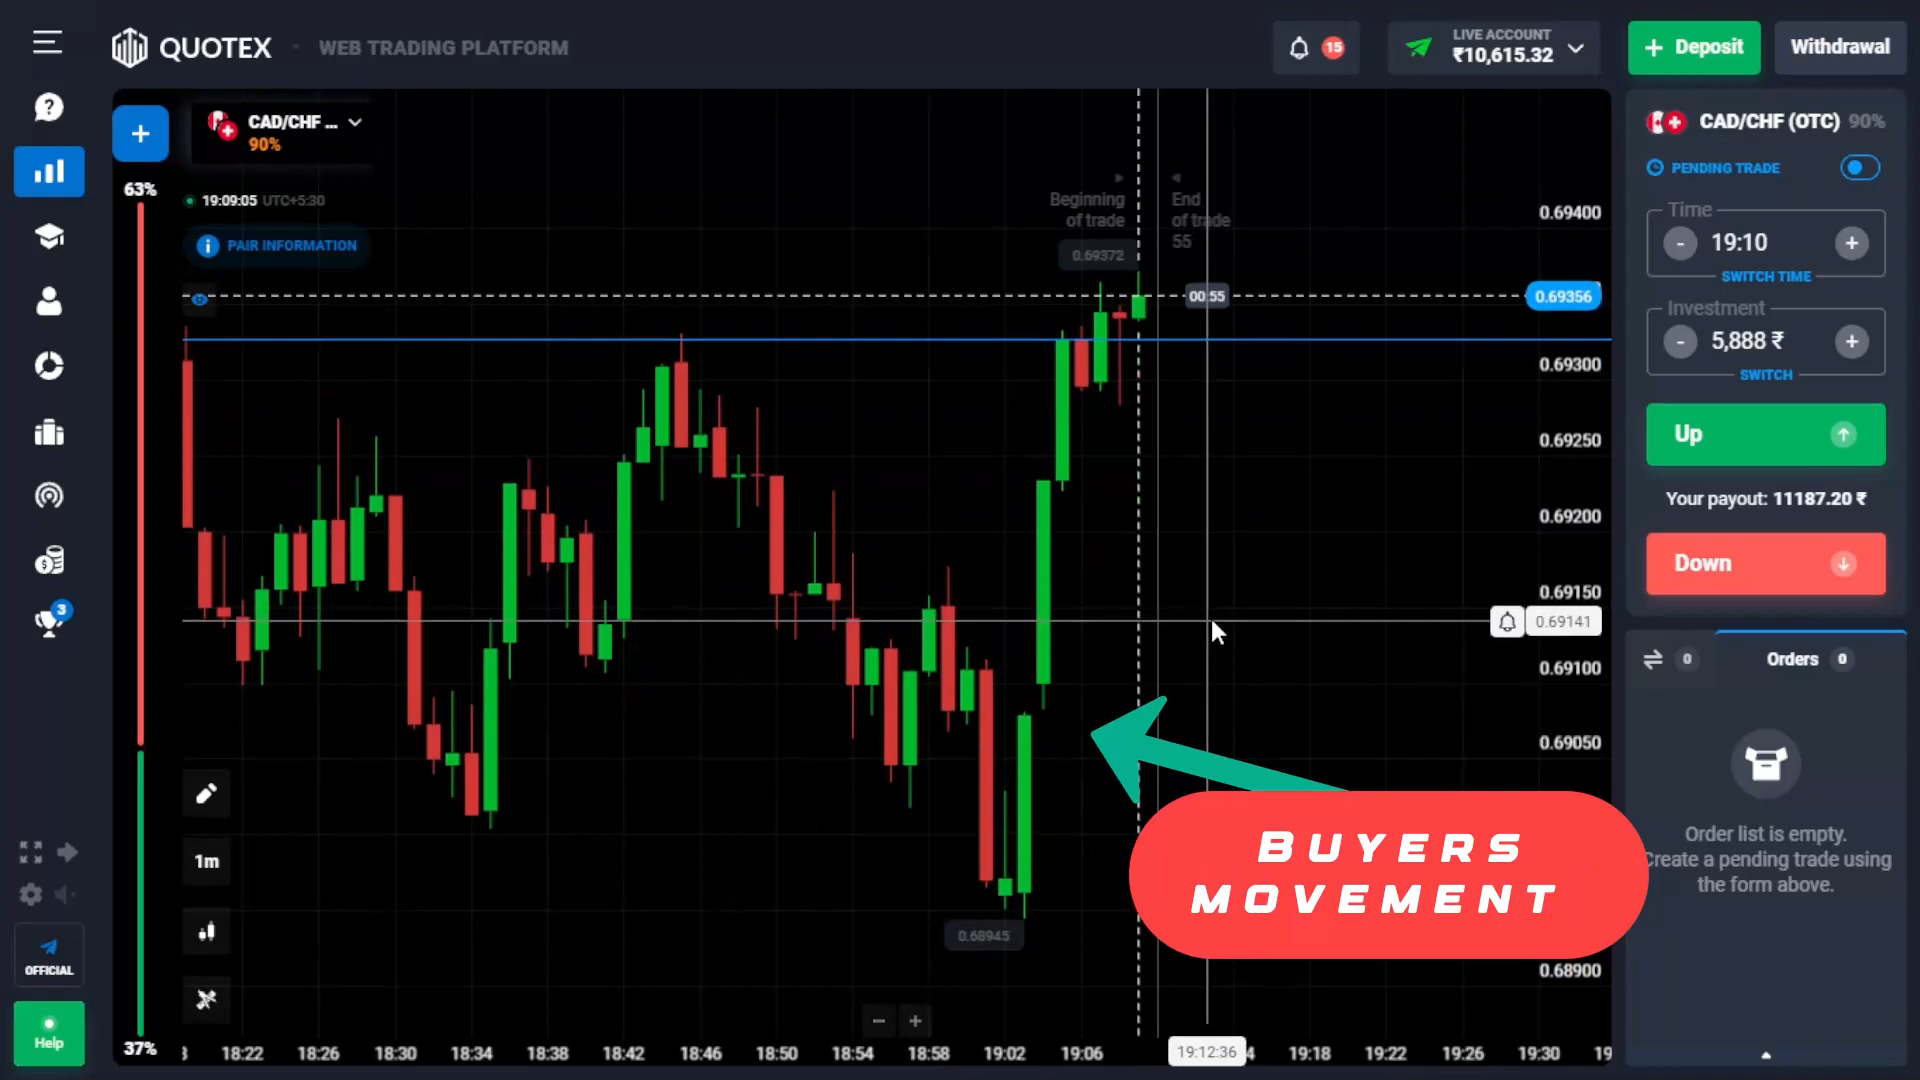 QUOTEX
WEB TRADING PLATFORM
15
LIVE ACCOUNT
₹10,615.32
+ Deposit
Withdrawal
+
CAD/CHF ...
90%
63%
19:09:05 UTC+5:30
PAIR INFORMATION
Beginning
of trade
End
of trade
55
0.69372
00:55
0.69400
0.69356
0.69300
0.69250
0.69200
0.69150
0.69141
0.69100
0.69050
0.68900
0.68945
BUYERS
MOVEMENT
1m
37%
18:22
18:26
18:30
18:34
18:38
18:42
18:46
18:50
18:54
18:58
19:02
19:06
19:12:36
19:18
19:22
19:26
19:30
CAD/CHF (OTC) 90%
PENDING TRADE
Time
- 19:10 +
SWITCH TIME
Investment
- 5,888 ₹ +
SWITCH
Up
Your payout: 11187.20 ₹
Down
0
Orders 0
Order list is empty.
Create a pending trade using
the form above.
3
OFFICIAL
Help